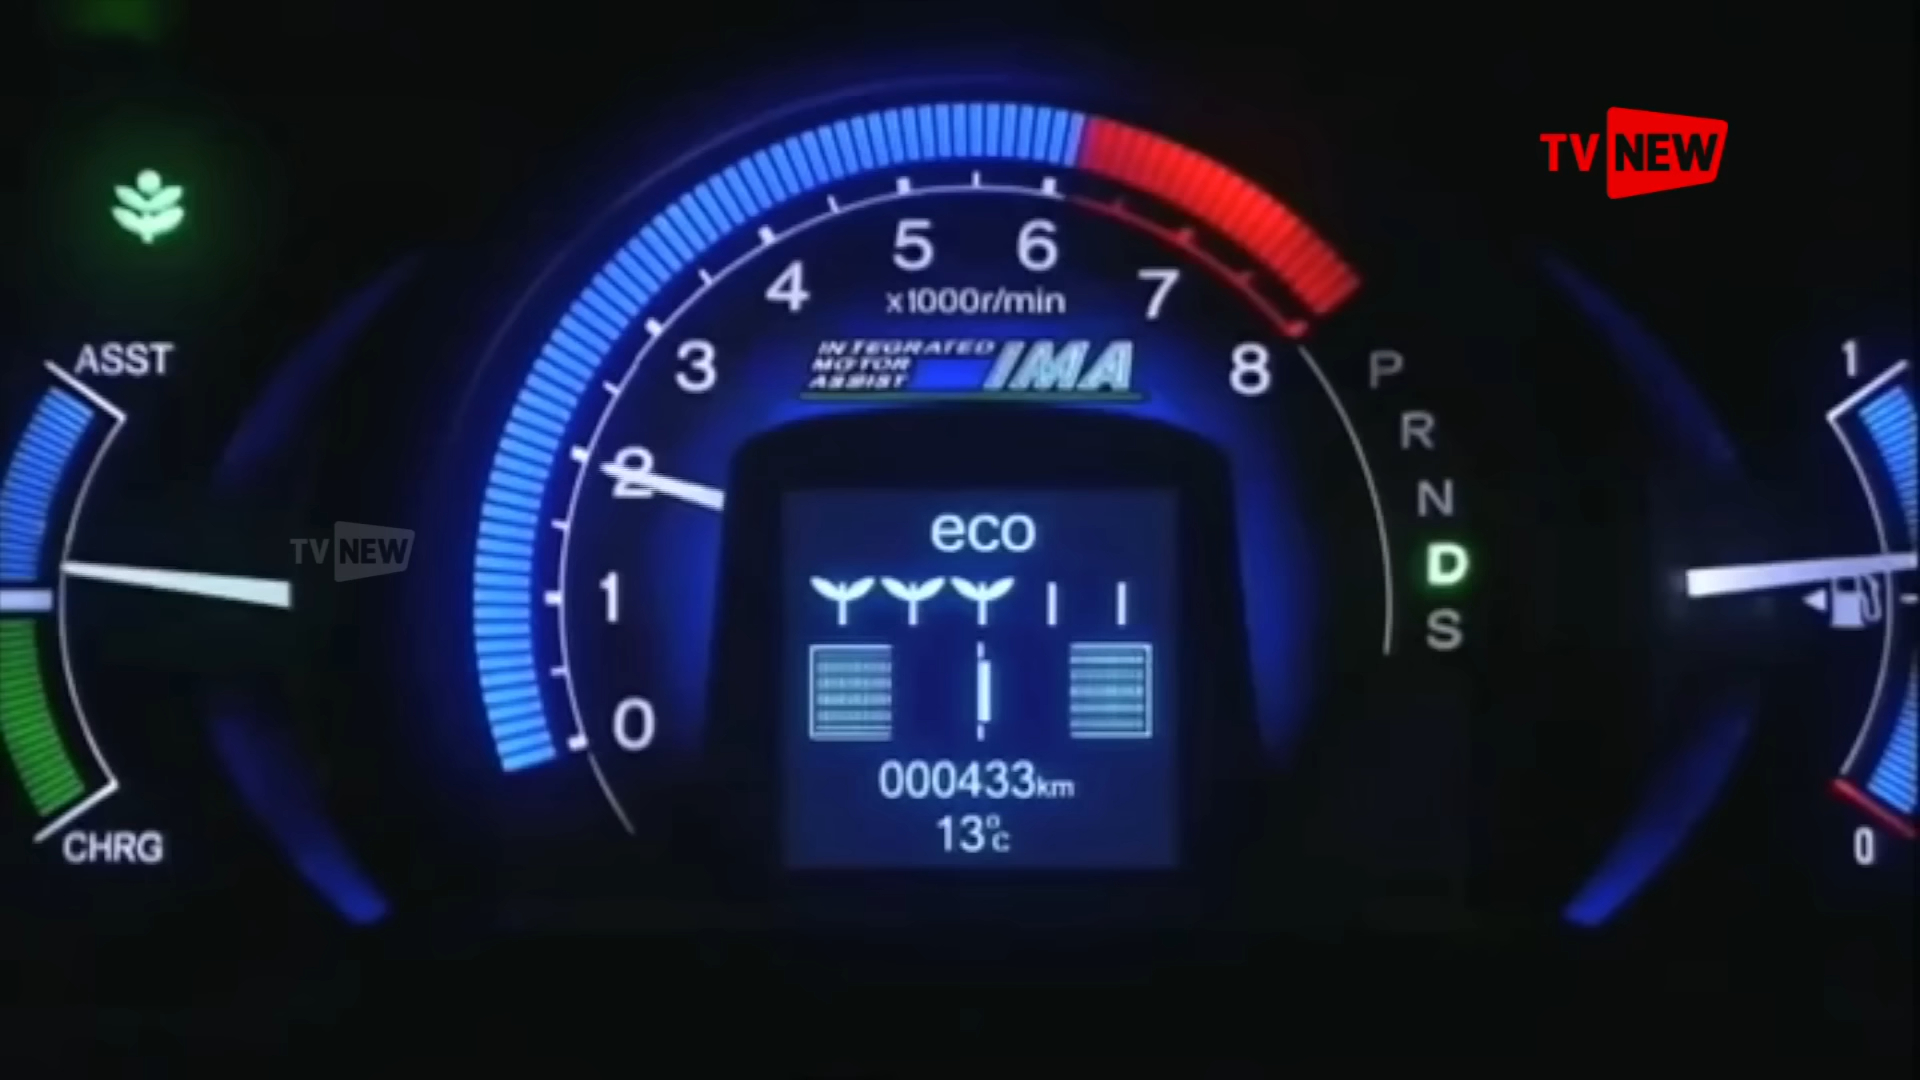 TV NEW
ASST
CHRG
TV NEW
0
1
2
3
4
5
6
7
8
x1000r/min
INTEGRATED
MOTOR
ASSIST
IMA
eco
000433km
13°C
P
R
N
D
S
1
0